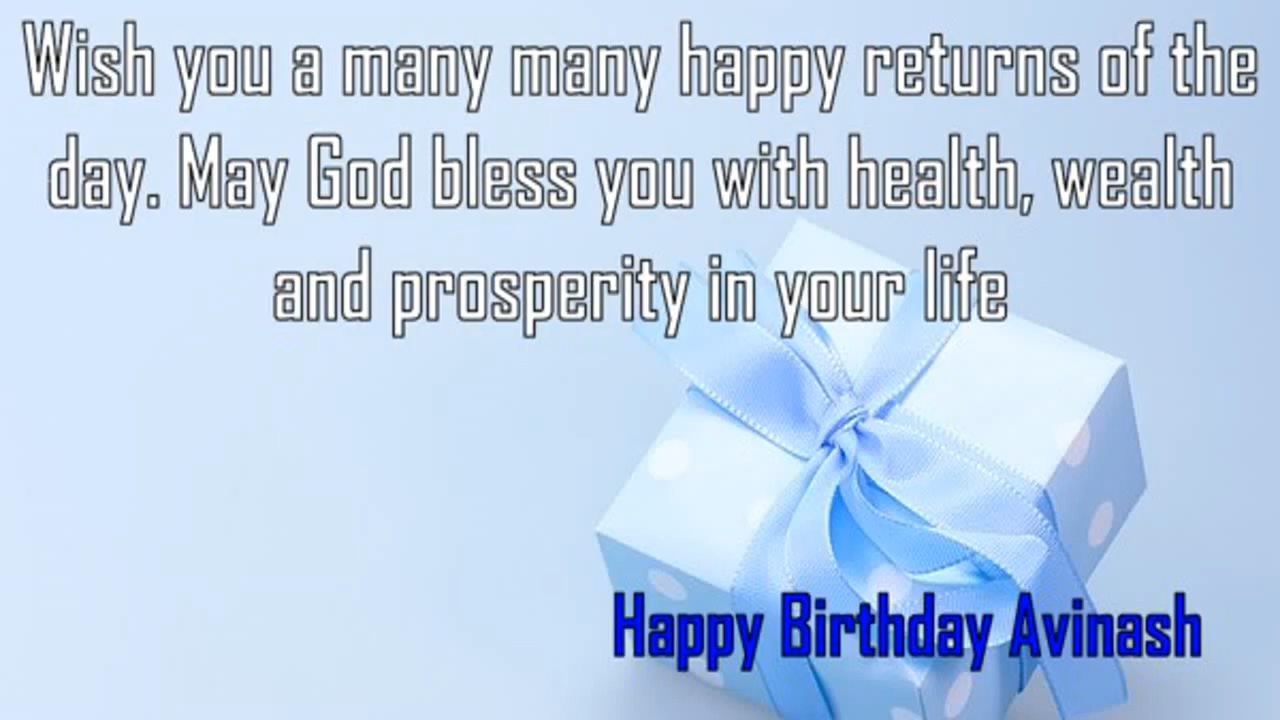 Wish you a many many happy returns of the
day. May God bless you with health, wealth
and prosperity in your life
Happy Birthday Avinash